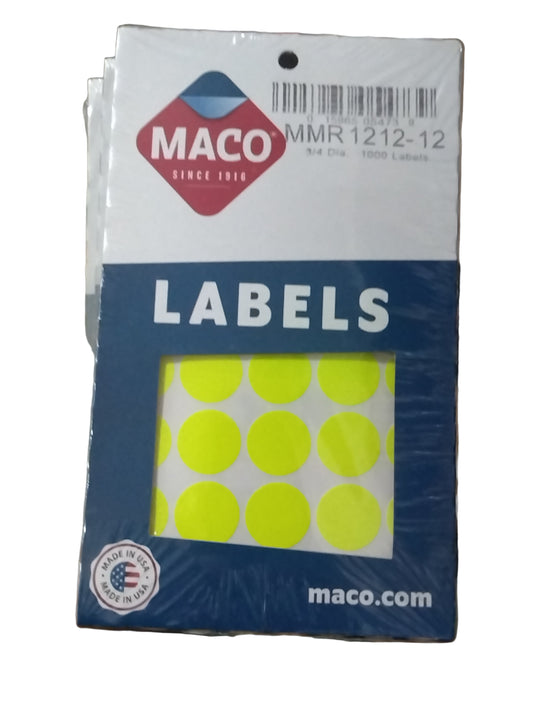 MACO®
SINCE 1916
MMR 1212-12
3/4 Dia. 1000 Labels
LABELS
MADE IN USA
MADE IN USA
maco.com